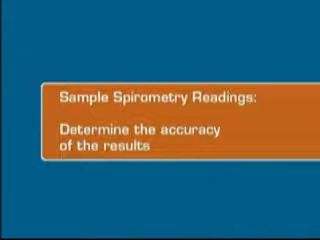 Sample Spirometry Readings:
Determine the accuracy
of the results